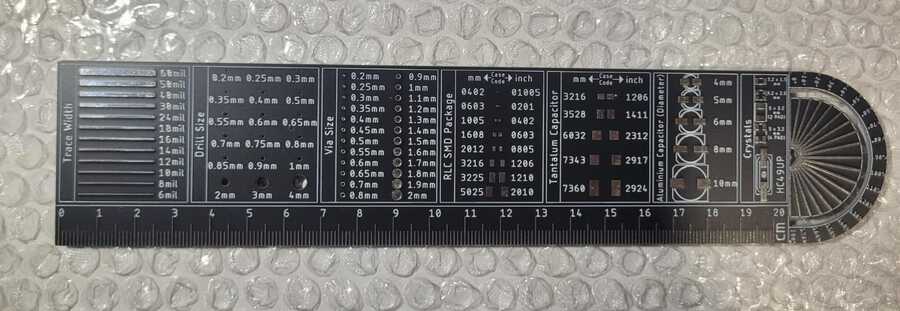 Trace Width
60mil
50mil
40mil
30mil
24mil
18mil
16mil
14mil
12mil
10mil
8mil
6mil
Drill Size
0.2mm 0.25mm 0.3mm
0.35mm 0.4mm 0.5mm
0.55mm 0.6mm 0.65mm
0.7mm 0.75mm 0.8mm
0.85mm 0.9mm 1mm
2mm 3mm 4mm
Via Size
0.2mm 0.9mm
0.25mm 1mm
0.3mm 1.1mm
0.35mm 1.2mm
0.4mm 1.3mm
0.45mm 1.4mm
0.5mm 1.5mm
0.55mm 1.6mm
0.6mm 1.7mm
0.65mm 1.8mm
0.7mm 1.9mm
0.8mm 2mm
RLC SMD Package
mm Case Code inch
0402 01005
0603 0201
1005 0402
1608 0603
2012 0805
3216 1206
3225 1210
5025 2010
Tantalum Capacitor
mm Case Code inch
3216 1206
3528 1411
6032 2312
7343 2917
7360 2924
Aluminium Capacitor (Diameter)
4mm
5mm
6mm
8mm
10mm
Crystals
HC49UP
0 1 2 3 4 5 6 7 8 9 10 11 12 13 14 15 16 17 18 19 20
cm